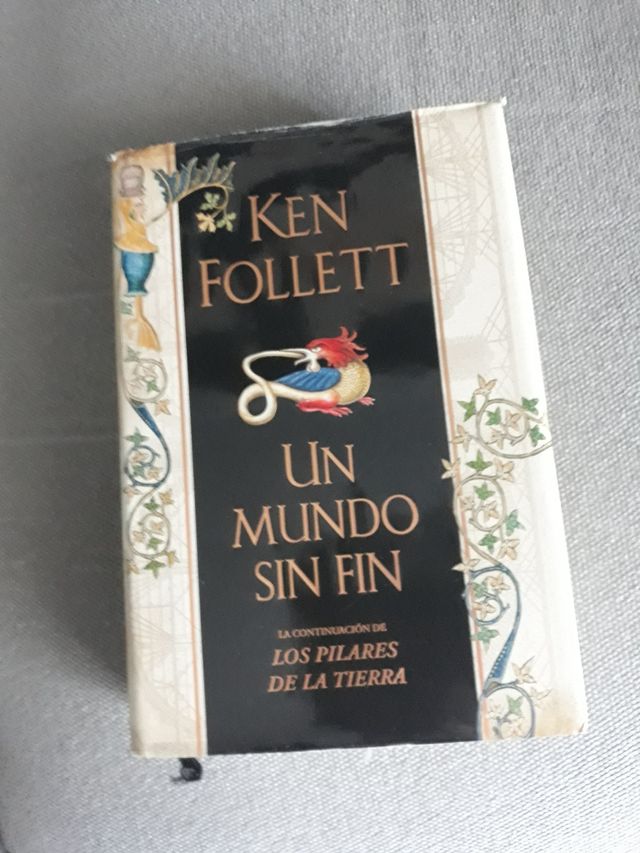 KEN
FOLLETT
UN
MUNDO
SIN FIN
LA CONTINUACIÓN DE
LOS PILARES
DE LA TIERRA